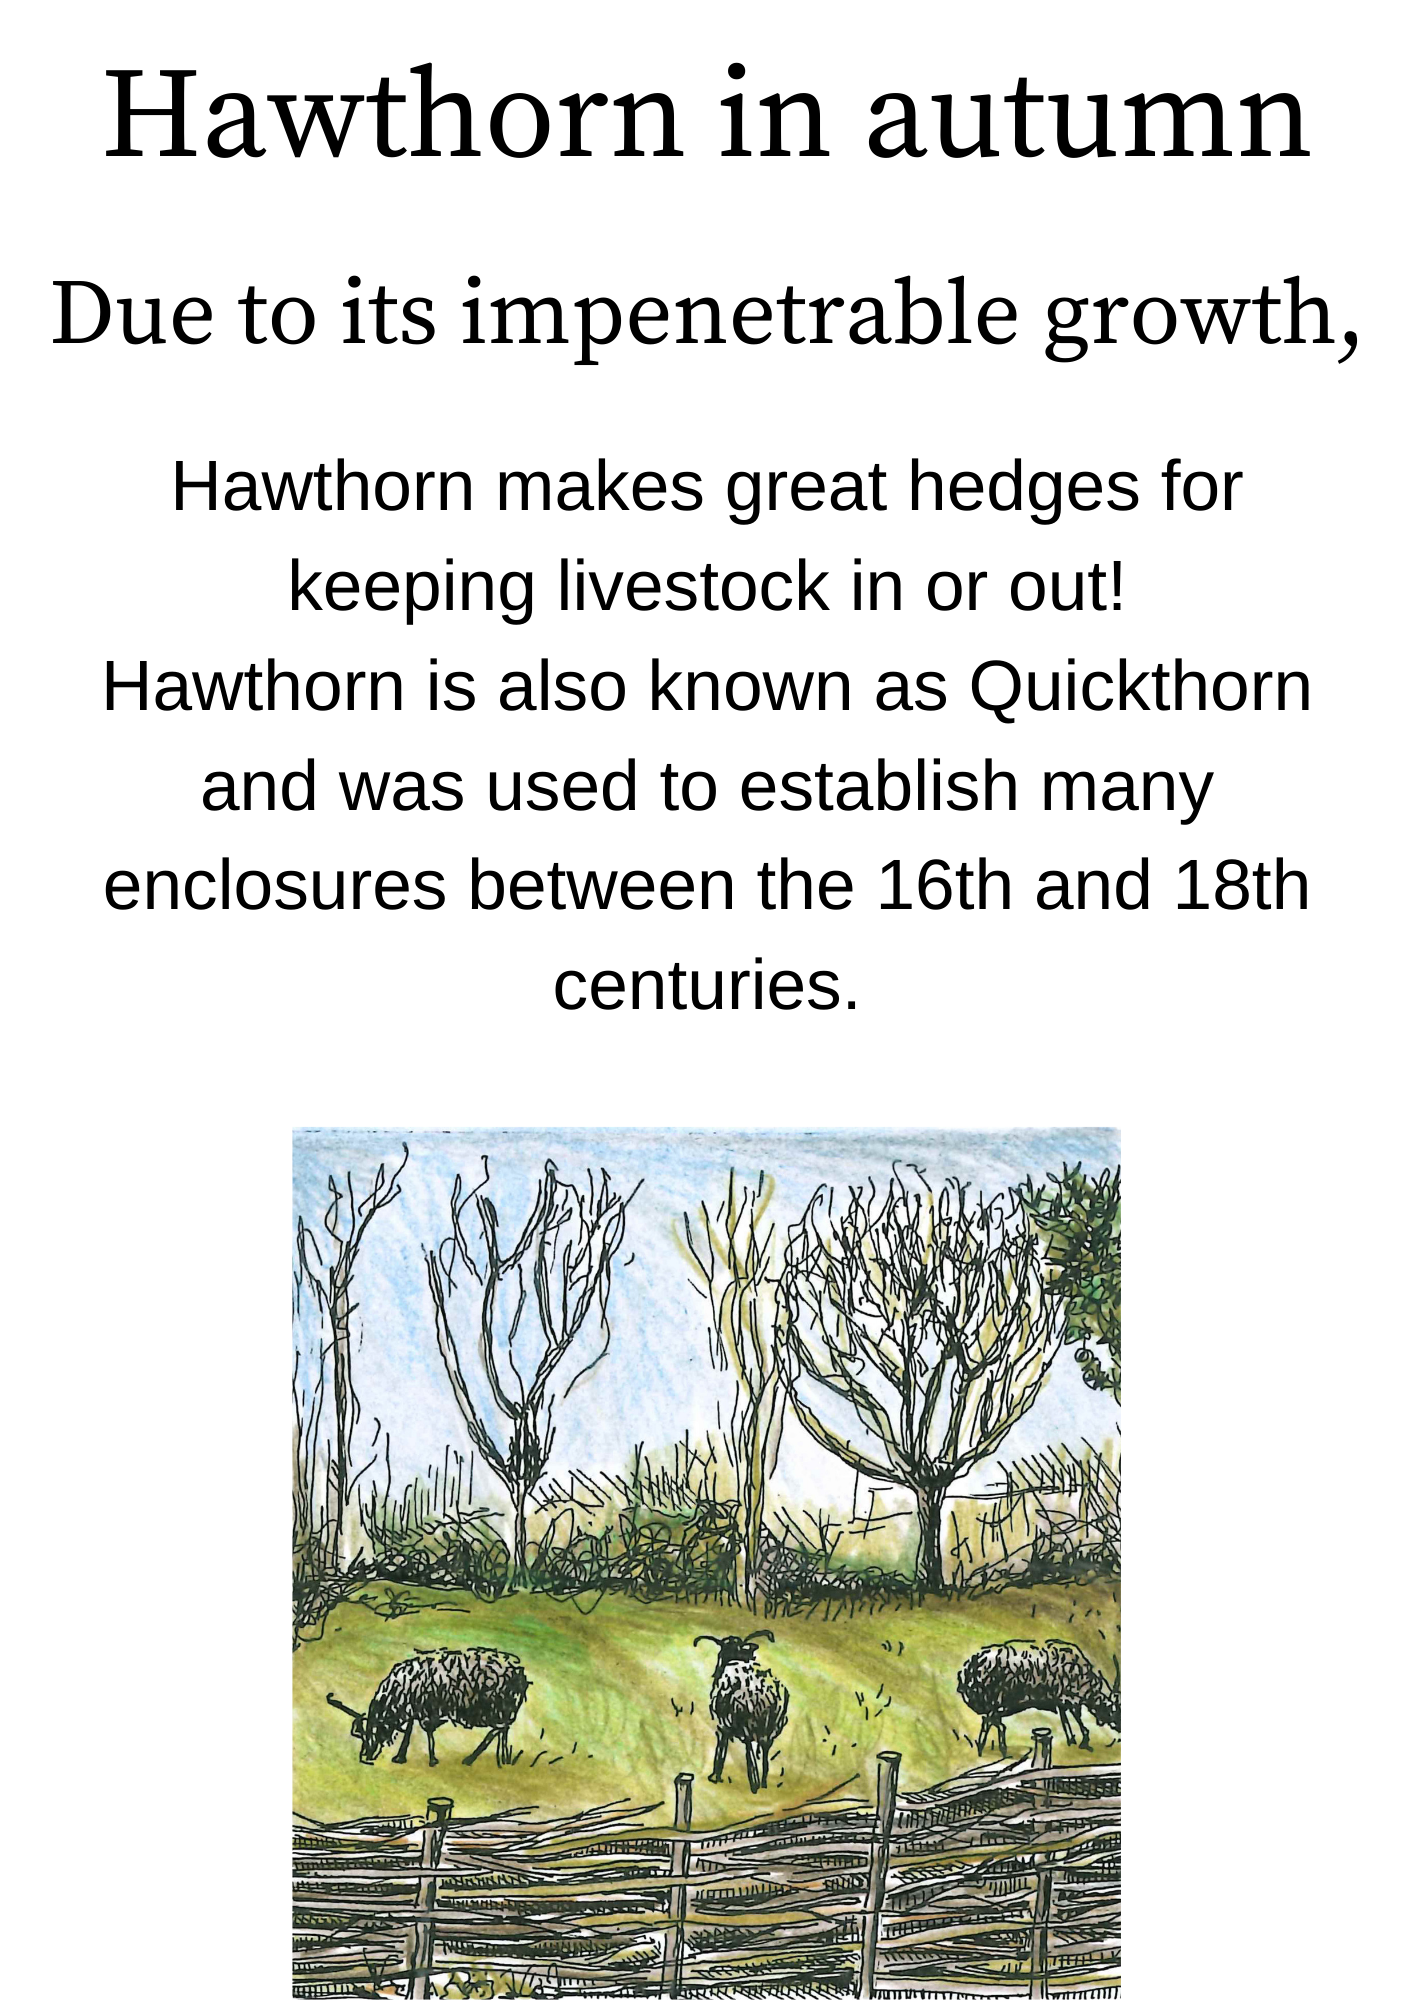 Hawthorn in autumn
Due to its impenetrable growth,
Hawthorn makes great hedges for
keeping livestock in or out!
Hawthorn is also known as Quickthorn
and was used to establish many
enclosures between the 16th and 18th
centuries.